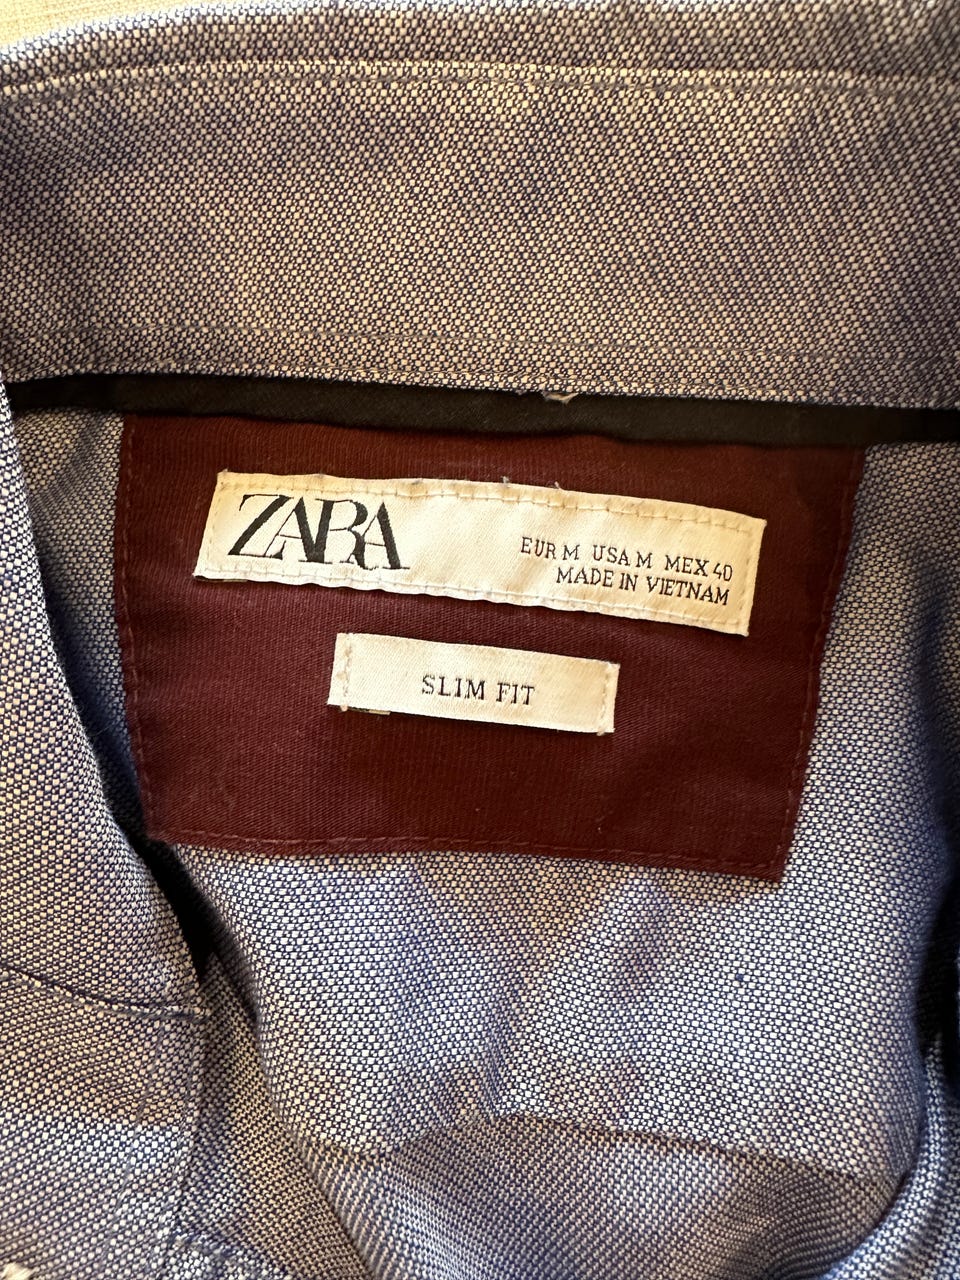 ZARA
EUR M USA M MEX 40
MADE IN VIETNAM
SLIM FIT